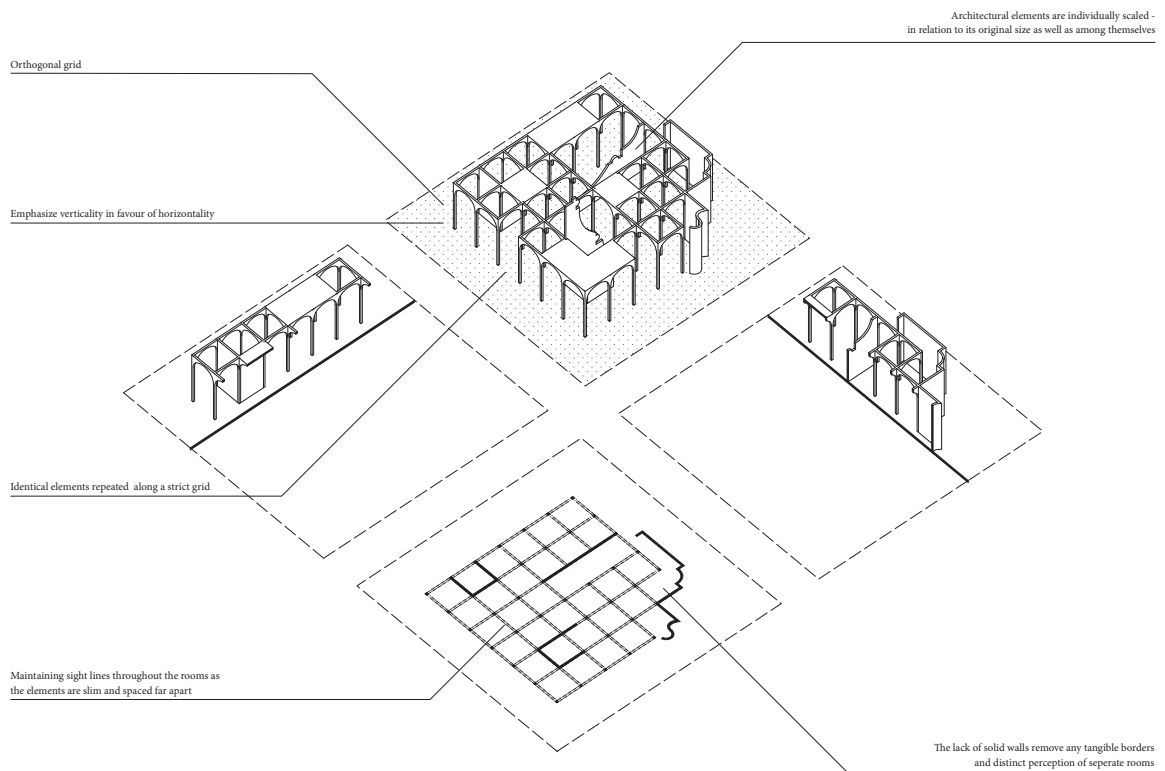 Architectural elements are individually scaled -
in relation to its original size as well as among themselves
Orthogonal grid
Emphasize verticality in favour of horizontality
Identical elements repeated along a strict grid
Maintaining sight lines throughout the rooms as
the elements are slim and spaced far apart
The lack of solid walls remove any tangible borders
and distinct perception of seperate rooms